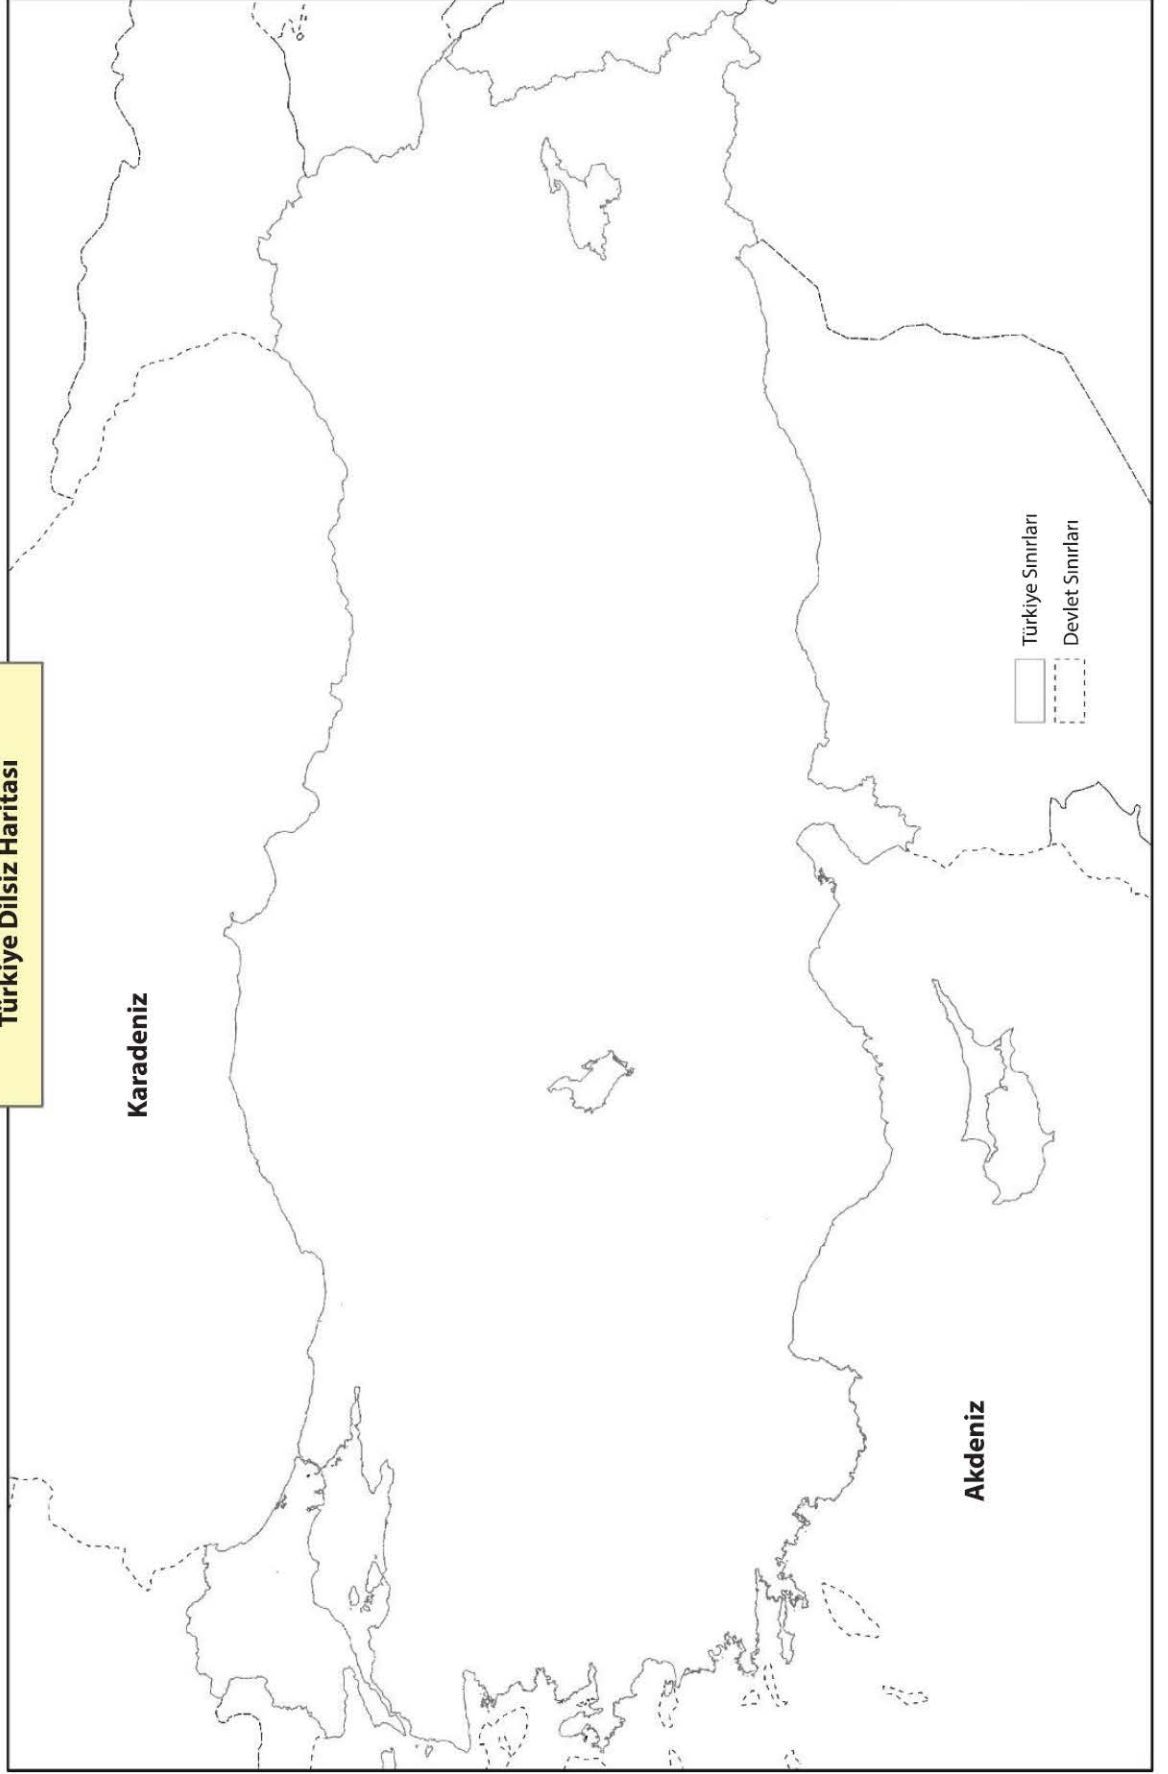 Türkiye Dilsiz Haritası
Karadeniz
Akdeniz
Türkiye Sınırları
Devlet Sınırları